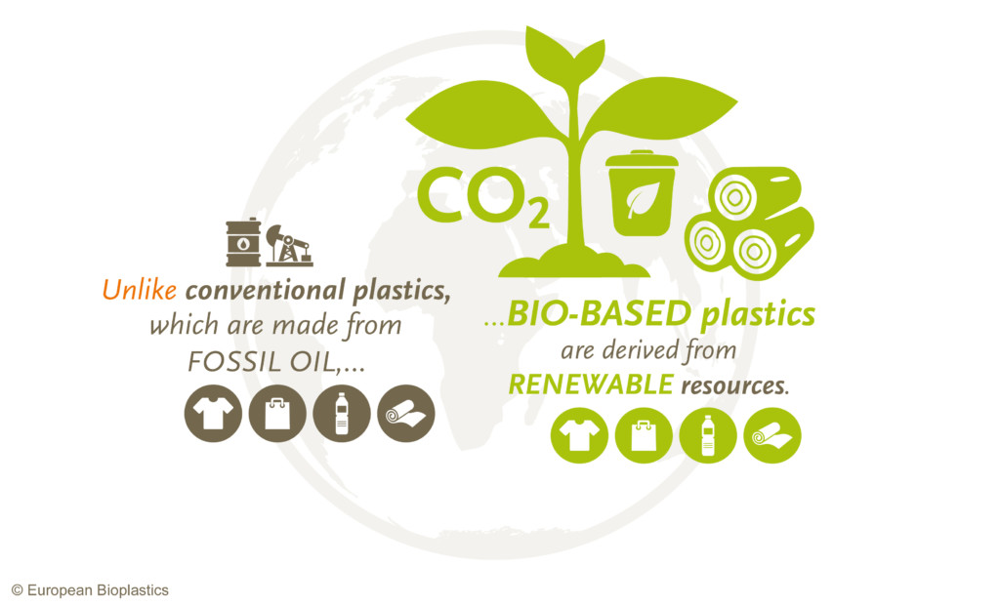 CO2
Unlike conventional plastics,
which are made from
FOSSIL OIL,...
...BIO-BASED plastics
are derived from
RENEWABLE resources.
© European Bioplastics